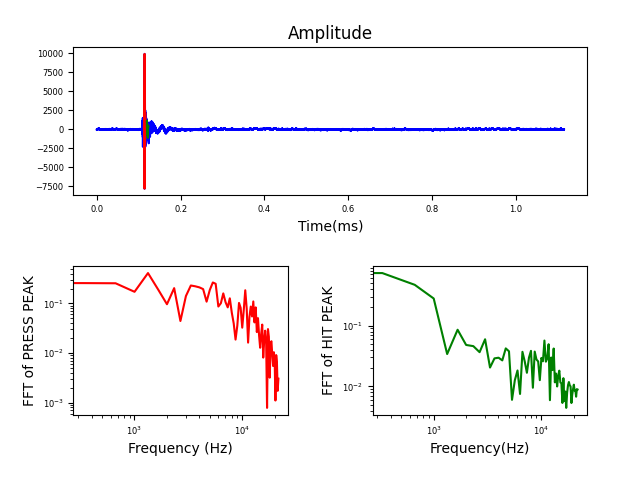 Amplitude
10000
7500
5000
2500
0
−2500
−5000
−7500
0.0 0.2 0.4 0.6 0.8 1.0
Time(ms)
FFT of PRESS PEAK
10⁻¹
10⁻²
10⁻³
10³ 10⁴
Frequency (Hz)
FFT of HIT PEAK
10⁻¹
10⁻²
10³ 10⁴
Frequency(Hz)